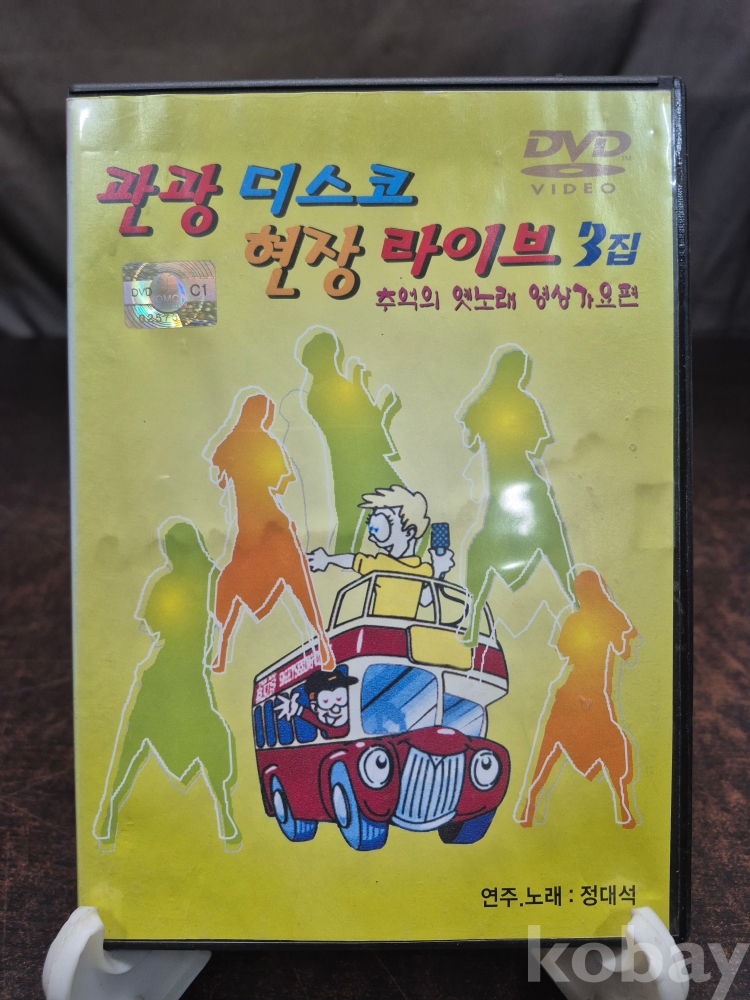 DVD
VIDEO
관광 디스코
현장 라이브 3집
추억의 옛노래 영상가요편
DVD C1
연주.노래 : 정대석
kobay